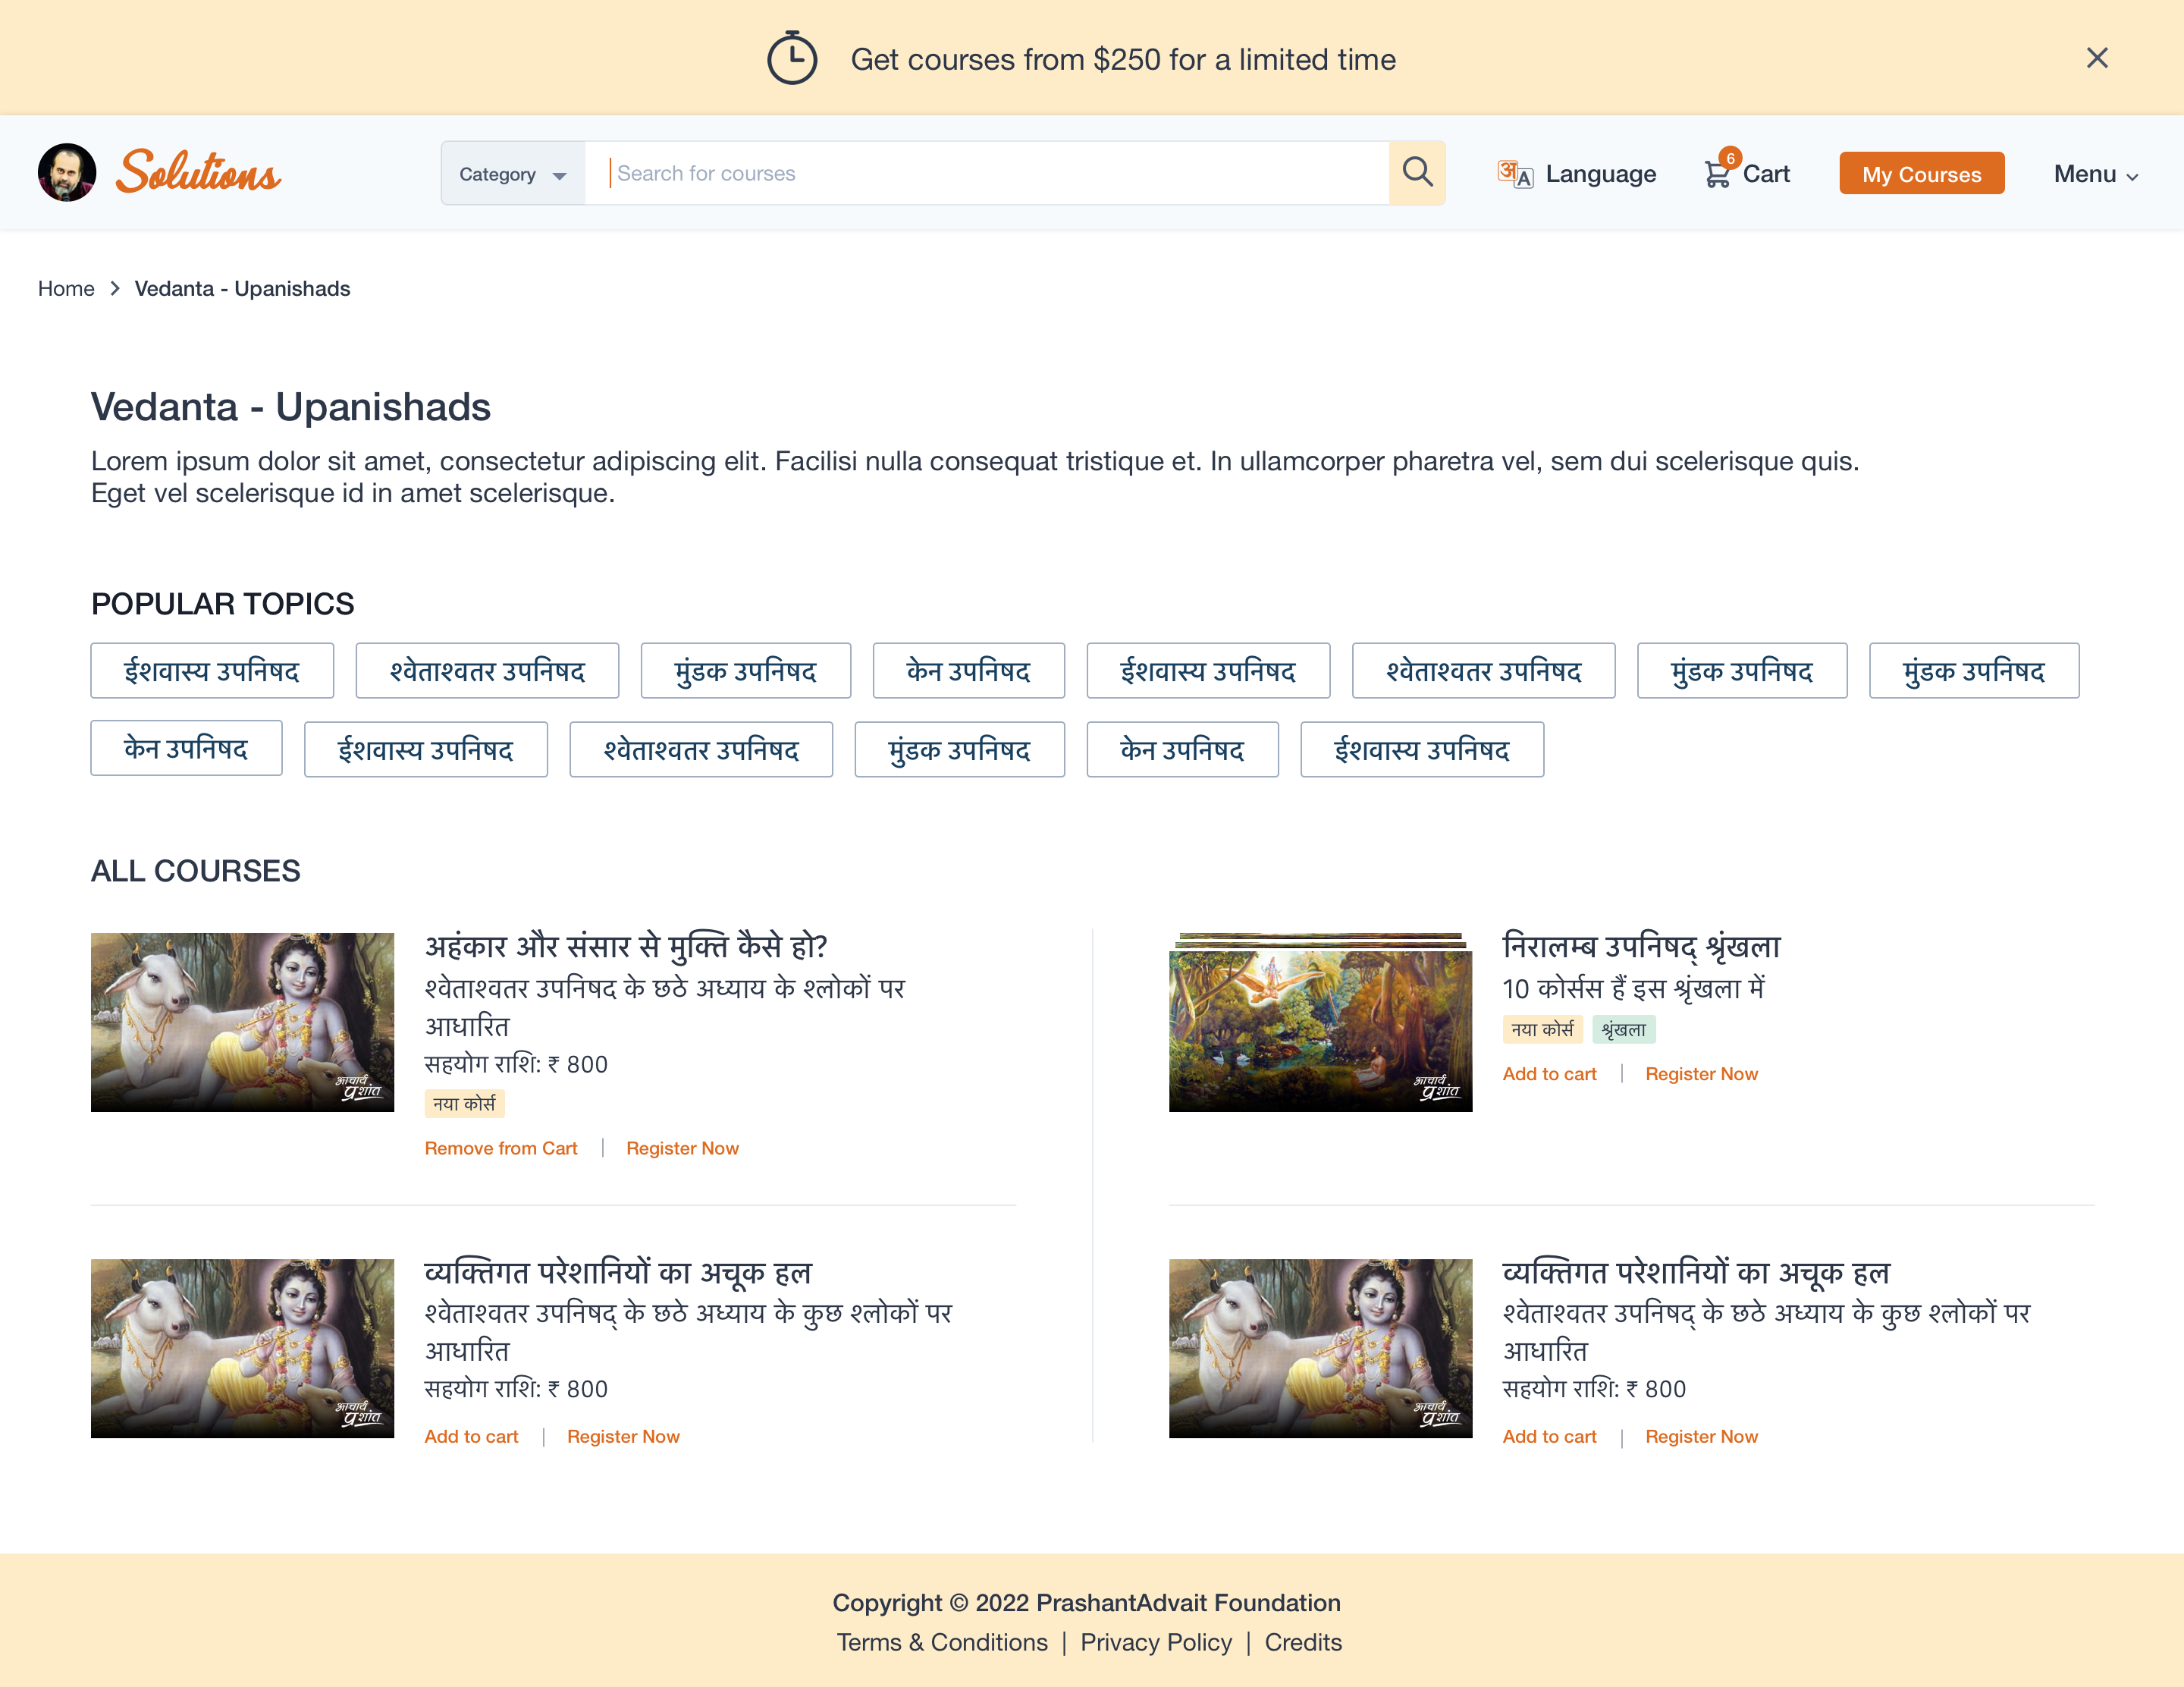 Get courses from $250 for a limited time
Solutions
Category
Search for courses
अ A Language
6
Cart
My Courses
Menu
Home > Vedanta - Upanishads
Vedanta - Upanishads
Lorem ipsum dolor sit amet, consectetur adipiscing elit. Facilisi nulla consequat tristique et. In ullamcorper pharetra vel, sem dui scelerisque quis.
Eget vel scelerisque id in amet scelerisque.
POPULAR TOPICS
ईशवास्य उपनिषद श्वेताश्वतर उपनिषद मुंडक उपनिषद केन उपनिषद ईशवास्य उपनिषद श्वेताश्वतर उपनिषद मुंडक उपनिषद मुंडक उपनिषद
केन उपनिषद ईशवास्य उपनिषद श्वेताश्वतर उपनिषद मुंडक उपनिषद केन उपनिषद ईशवास्य उपनिषद
ALL COURSES
आचार्य
प्रशांत
अहंकार और संसार से मुक्ति कैसे हो?
श्वेताश्वतर उपनिषद के छठे अध्याय के श्लोकों पर
आधारित
सहयोग राशि: ₹ 800
नया कोर्स
Remove from Cart | Register Now
आचार्य
प्रशांत
निरालम्ब उपनिषद् श्रृंखला
10 कोर्सस हैं इस श्रृंखला में
नया कोर्स श्रृंखला
Add to cart | Register Now
आचार्य
प्रशांत
व्यक्तिगत परेशानियों का अचूक हल
श्वेताश्वतर उपनिषद् के छठे अध्याय के कुछ श्लोकों पर
आधारित
सहयोग राशि: ₹ 800
Add to cart | Register Now
आचार्य
प्रशांत
व्यक्तिगत परेशानियों का अचूक हल
श्वेताश्वतर उपनिषद् के छठे अध्याय के कुछ श्लोकों पर
आधारित
सहयोग राशि: ₹ 800
Add to cart | Register Now
Copyright © 2022 PrashantAdvait Foundation
Terms & Conditions | Privacy Policy | Credits